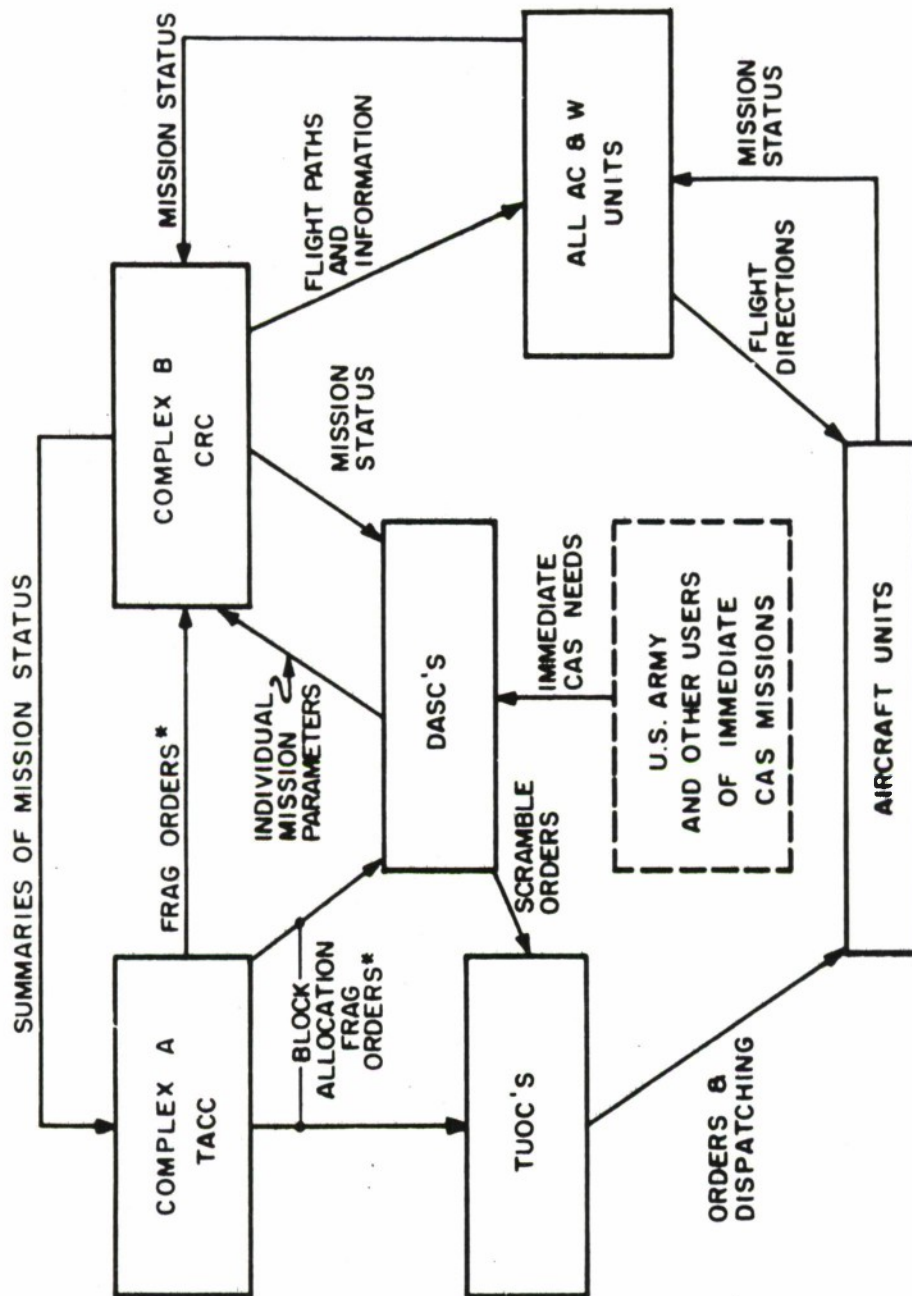 SUMMARIES OF MISSION STATUS
MISSION STATUS
COMPLEX A
TACC
FRAG ORDERS*
COMPLEX B
CRC
FLIGHT PATHS
AND
INFORMATION
BLOCK
ALLOCATION
FRAG
ORDERS*
INDIVIDUAL
MISSION
PARAMETERS
MISSION
STATUS
TUOC'S
SCRAMBLE
ORDERS
DASC'S
IMMEDIATE
CAS NEEDS
ALL AC & W
UNITS
U.S. ARMY
AND OTHER USERS
OF IMMEDIATE
CAS MISSIONS
FLIGHT
DIRECTIONS
MISSION
STATUS
ORDERS &
DISPATCHING
AIRCRAFT UNITS